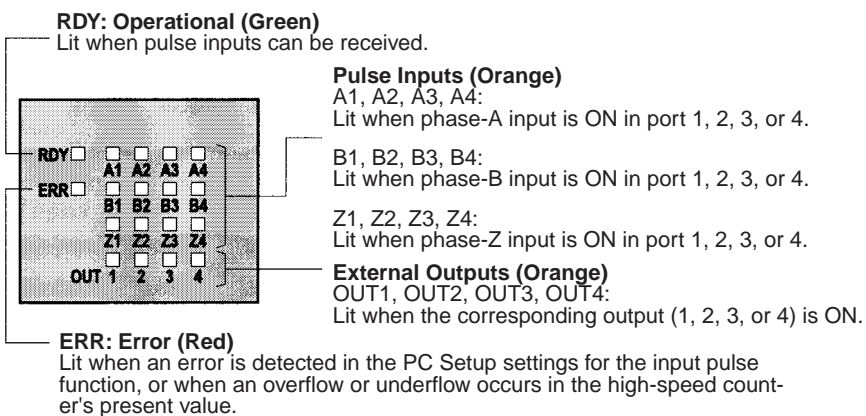 RDY: Operational (Green)
Lit when pulse inputs can be received.
Pulse Inputs (Orange)
A1, A2, A3, A4:
Lit when phase-A input is ON in port 1, 2, 3, or 4.
B1, B2, B3, B4:
Lit when phase-B input is ON in port 1, 2, 3, or 4.
Z1, Z2, Z3, Z4:
Lit when phase-Z input is ON in port 1, 2, 3, or 4.
External Outputs (Orange)
OUT1, OUT2, OUT3, OUT4:
Lit when the corresponding output (1, 2, 3, or 4) is ON.
RDY
A1 A2 A3 A4
ERR
B1 B2 B3 B4
Z1 Z2 Z3 Z4
OUT 1 2 3 4
ERR: Error (Red)
Lit when an error is detected in the PC Setup settings for the input pulse
function, or when an overflow or underflow occurs in the high-speed count-
er's present value.